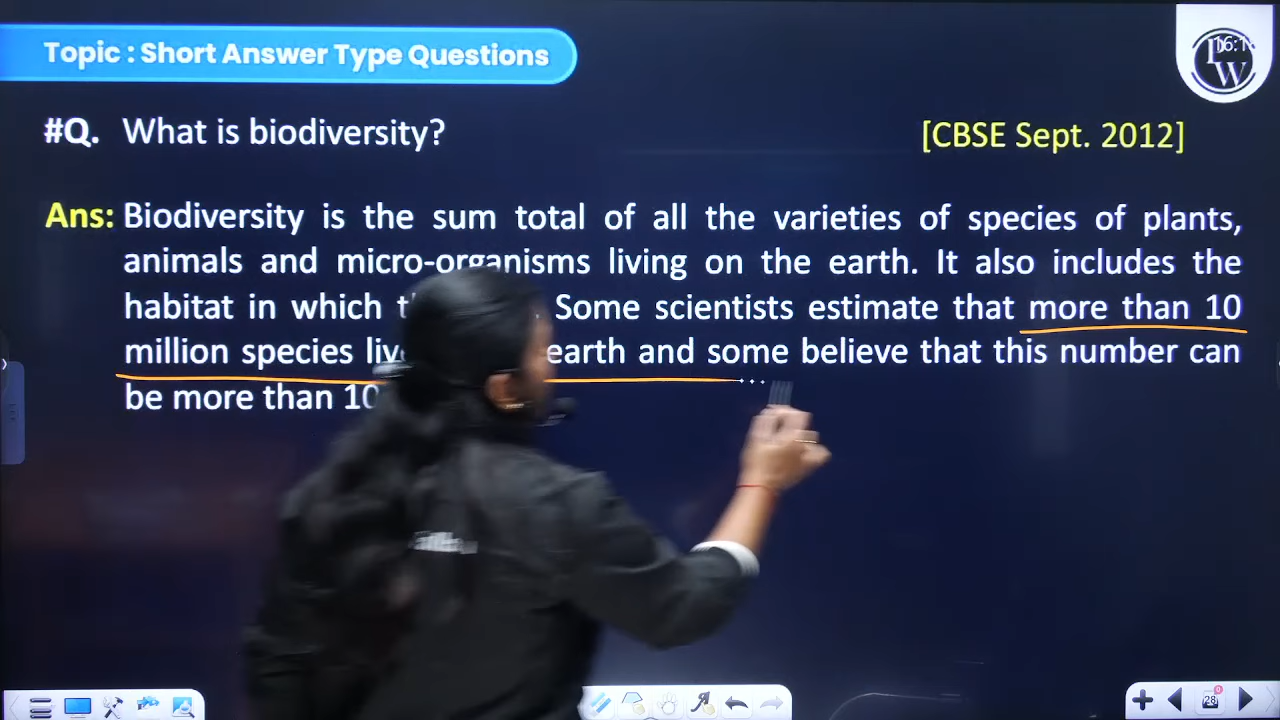 Topic : Short Answer Type Questions
16:1
#Q. What is biodiversity?
[CBSE Sept. 2012]
Ans: Biodiversity is the sum total of all the varieties of species of plants,
animals and micro-organisms living on the earth. It also includes the
habitat in which Some scientists estimate that more than 10
million species earth and some believe that this number can
be more than
W
28